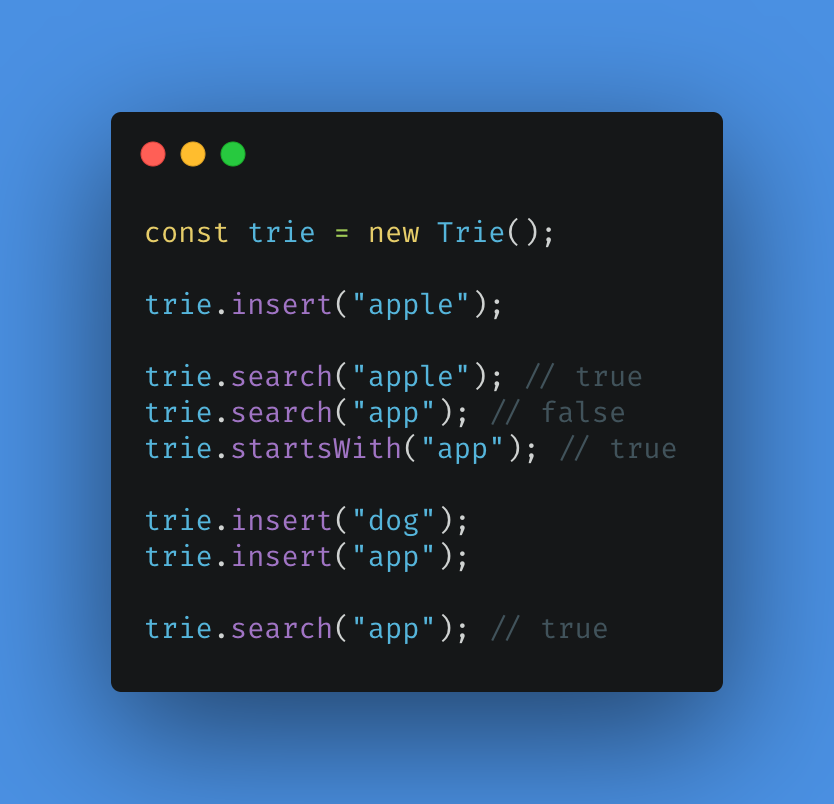 const trie = new Trie();
trie.insert("apple");
trie.search("apple"); // true
trie.search("app"); // false
trie.startsWith("app"); // true
trie.insert("dog");
trie.insert("app");
trie.search("app"); // true